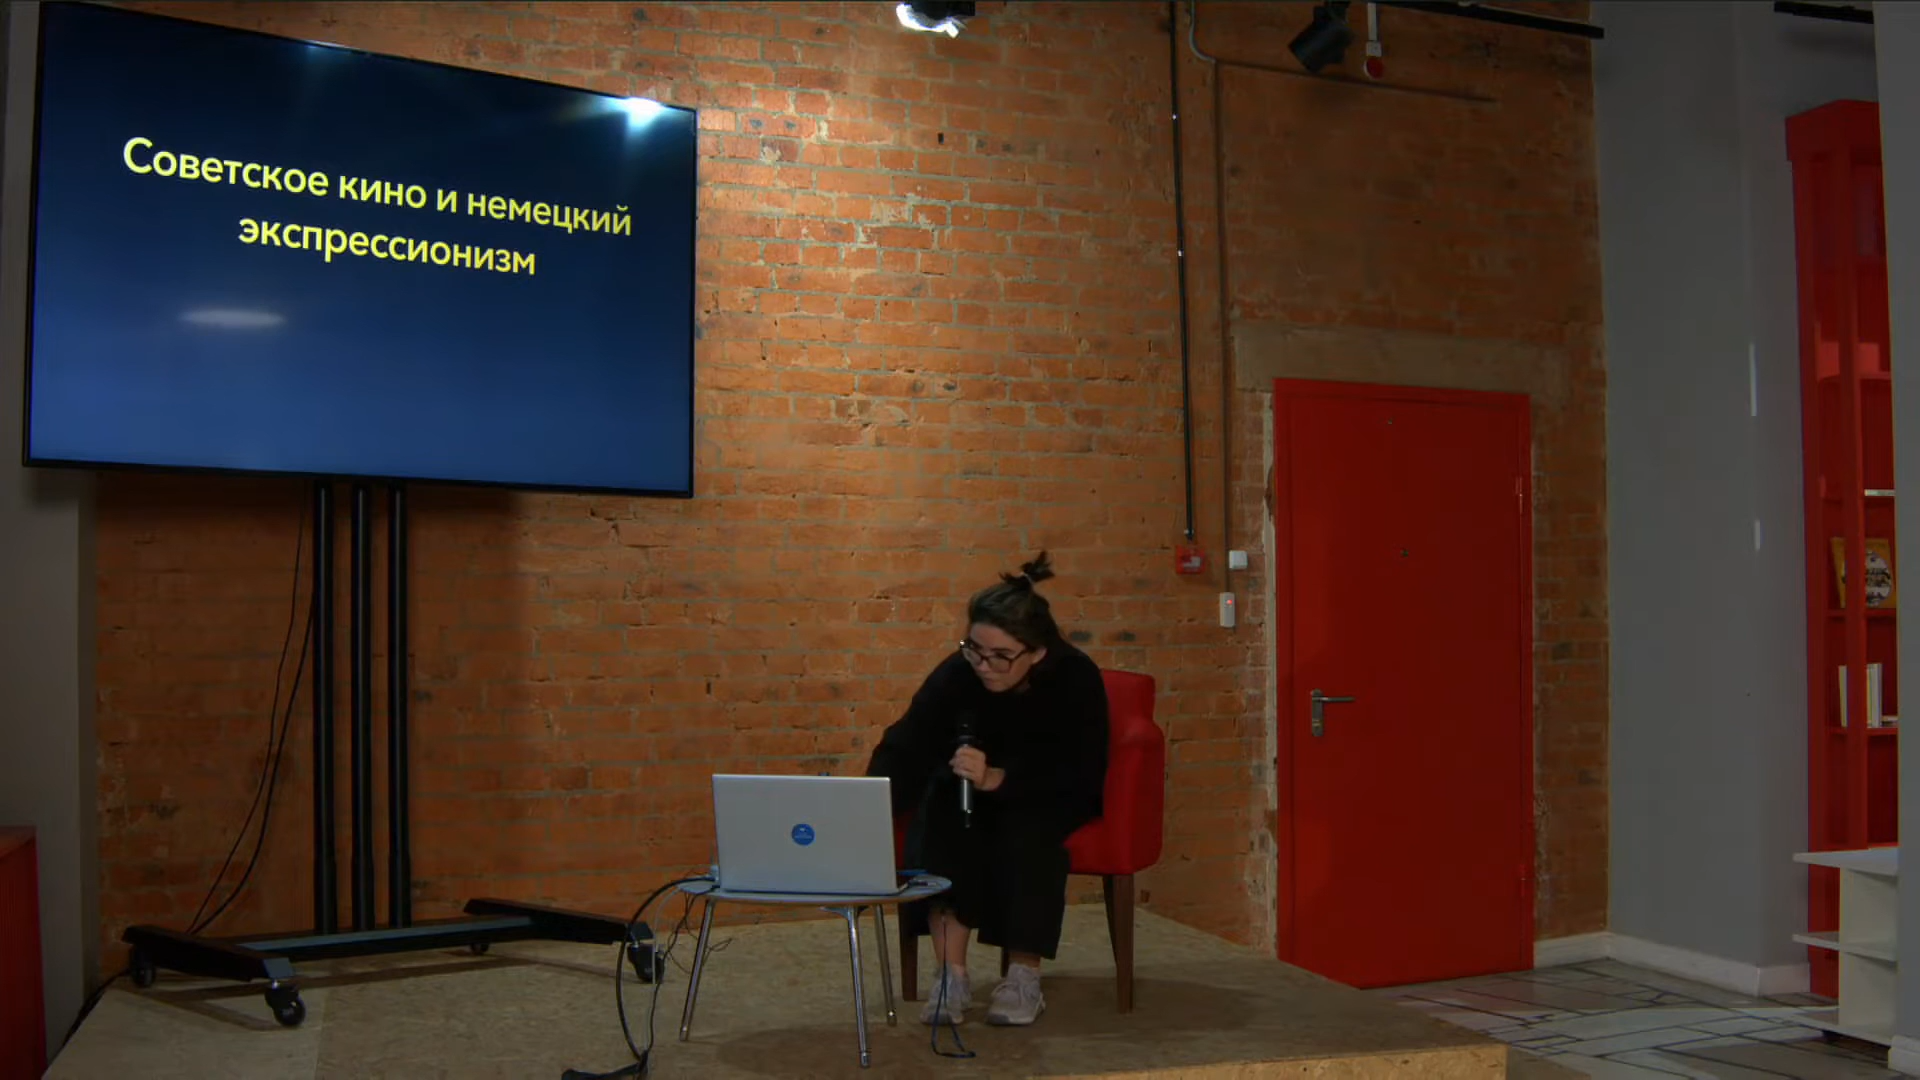 Советское кино и немецкий
экспрессионизм